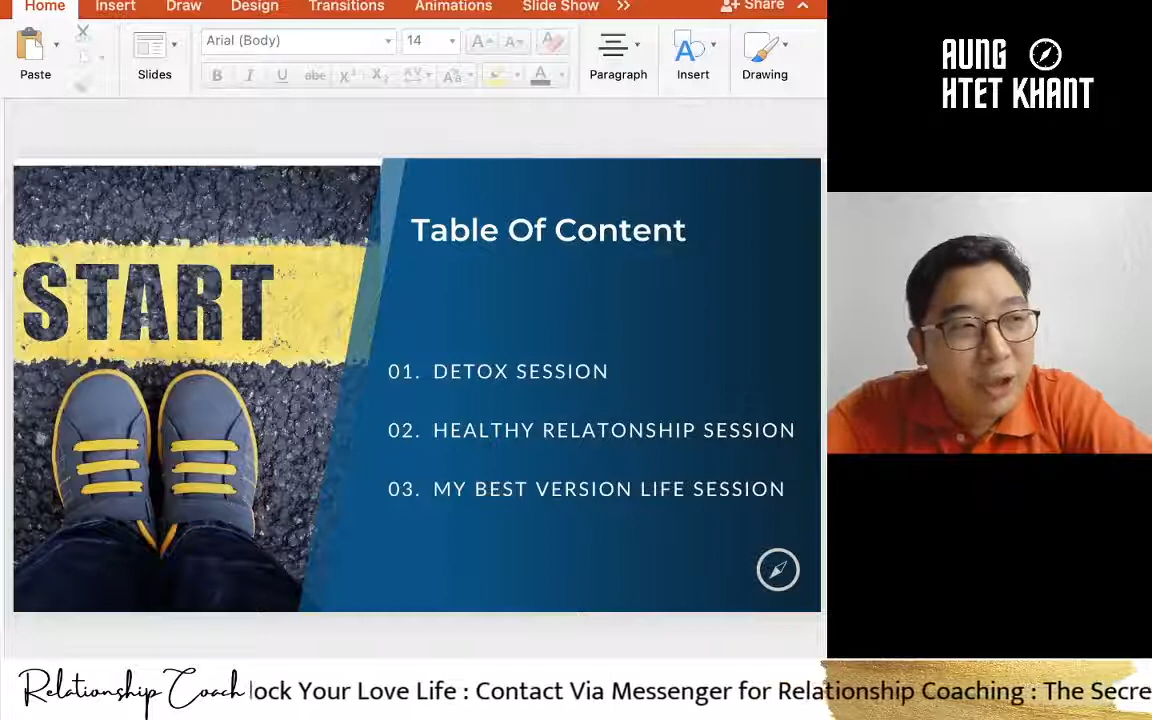 Home Insert Draw Design Transitions Animations Slide Show Share
Arial (Body) 14
Paste Slides Paragraph Insert Drawing
AUNG
HTET KHANT
START
Table Of Content
01. DETOX SESSION
02. HEALTHY RELATONSHIP SESSION
03. MY BEST VERSION LIFE SESSION
Relationship Coach lock Your Love Life : Contact Via Messenger for Relationship Coaching : The Secre